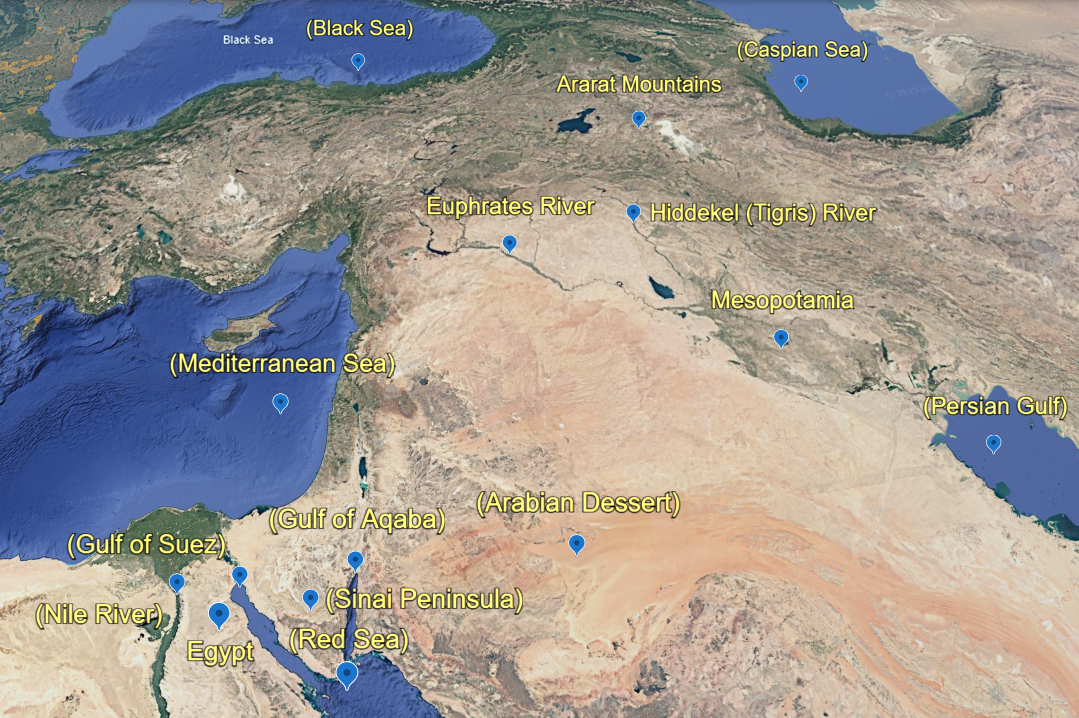 (Black Sea)
Black Sea
(Caspian Sea)
Ararat Mountains
Euphrates River
Hiddekel (Tigris) River
Mesopotamia
(Mediterranean Sea)
(Persian Gulf)
(Arabian Dessert)
(Gulf of Aqaba)
(Gulf of Suez)
(Sinai Peninsula)
(Nile River)
(Red Sea)
Egypt